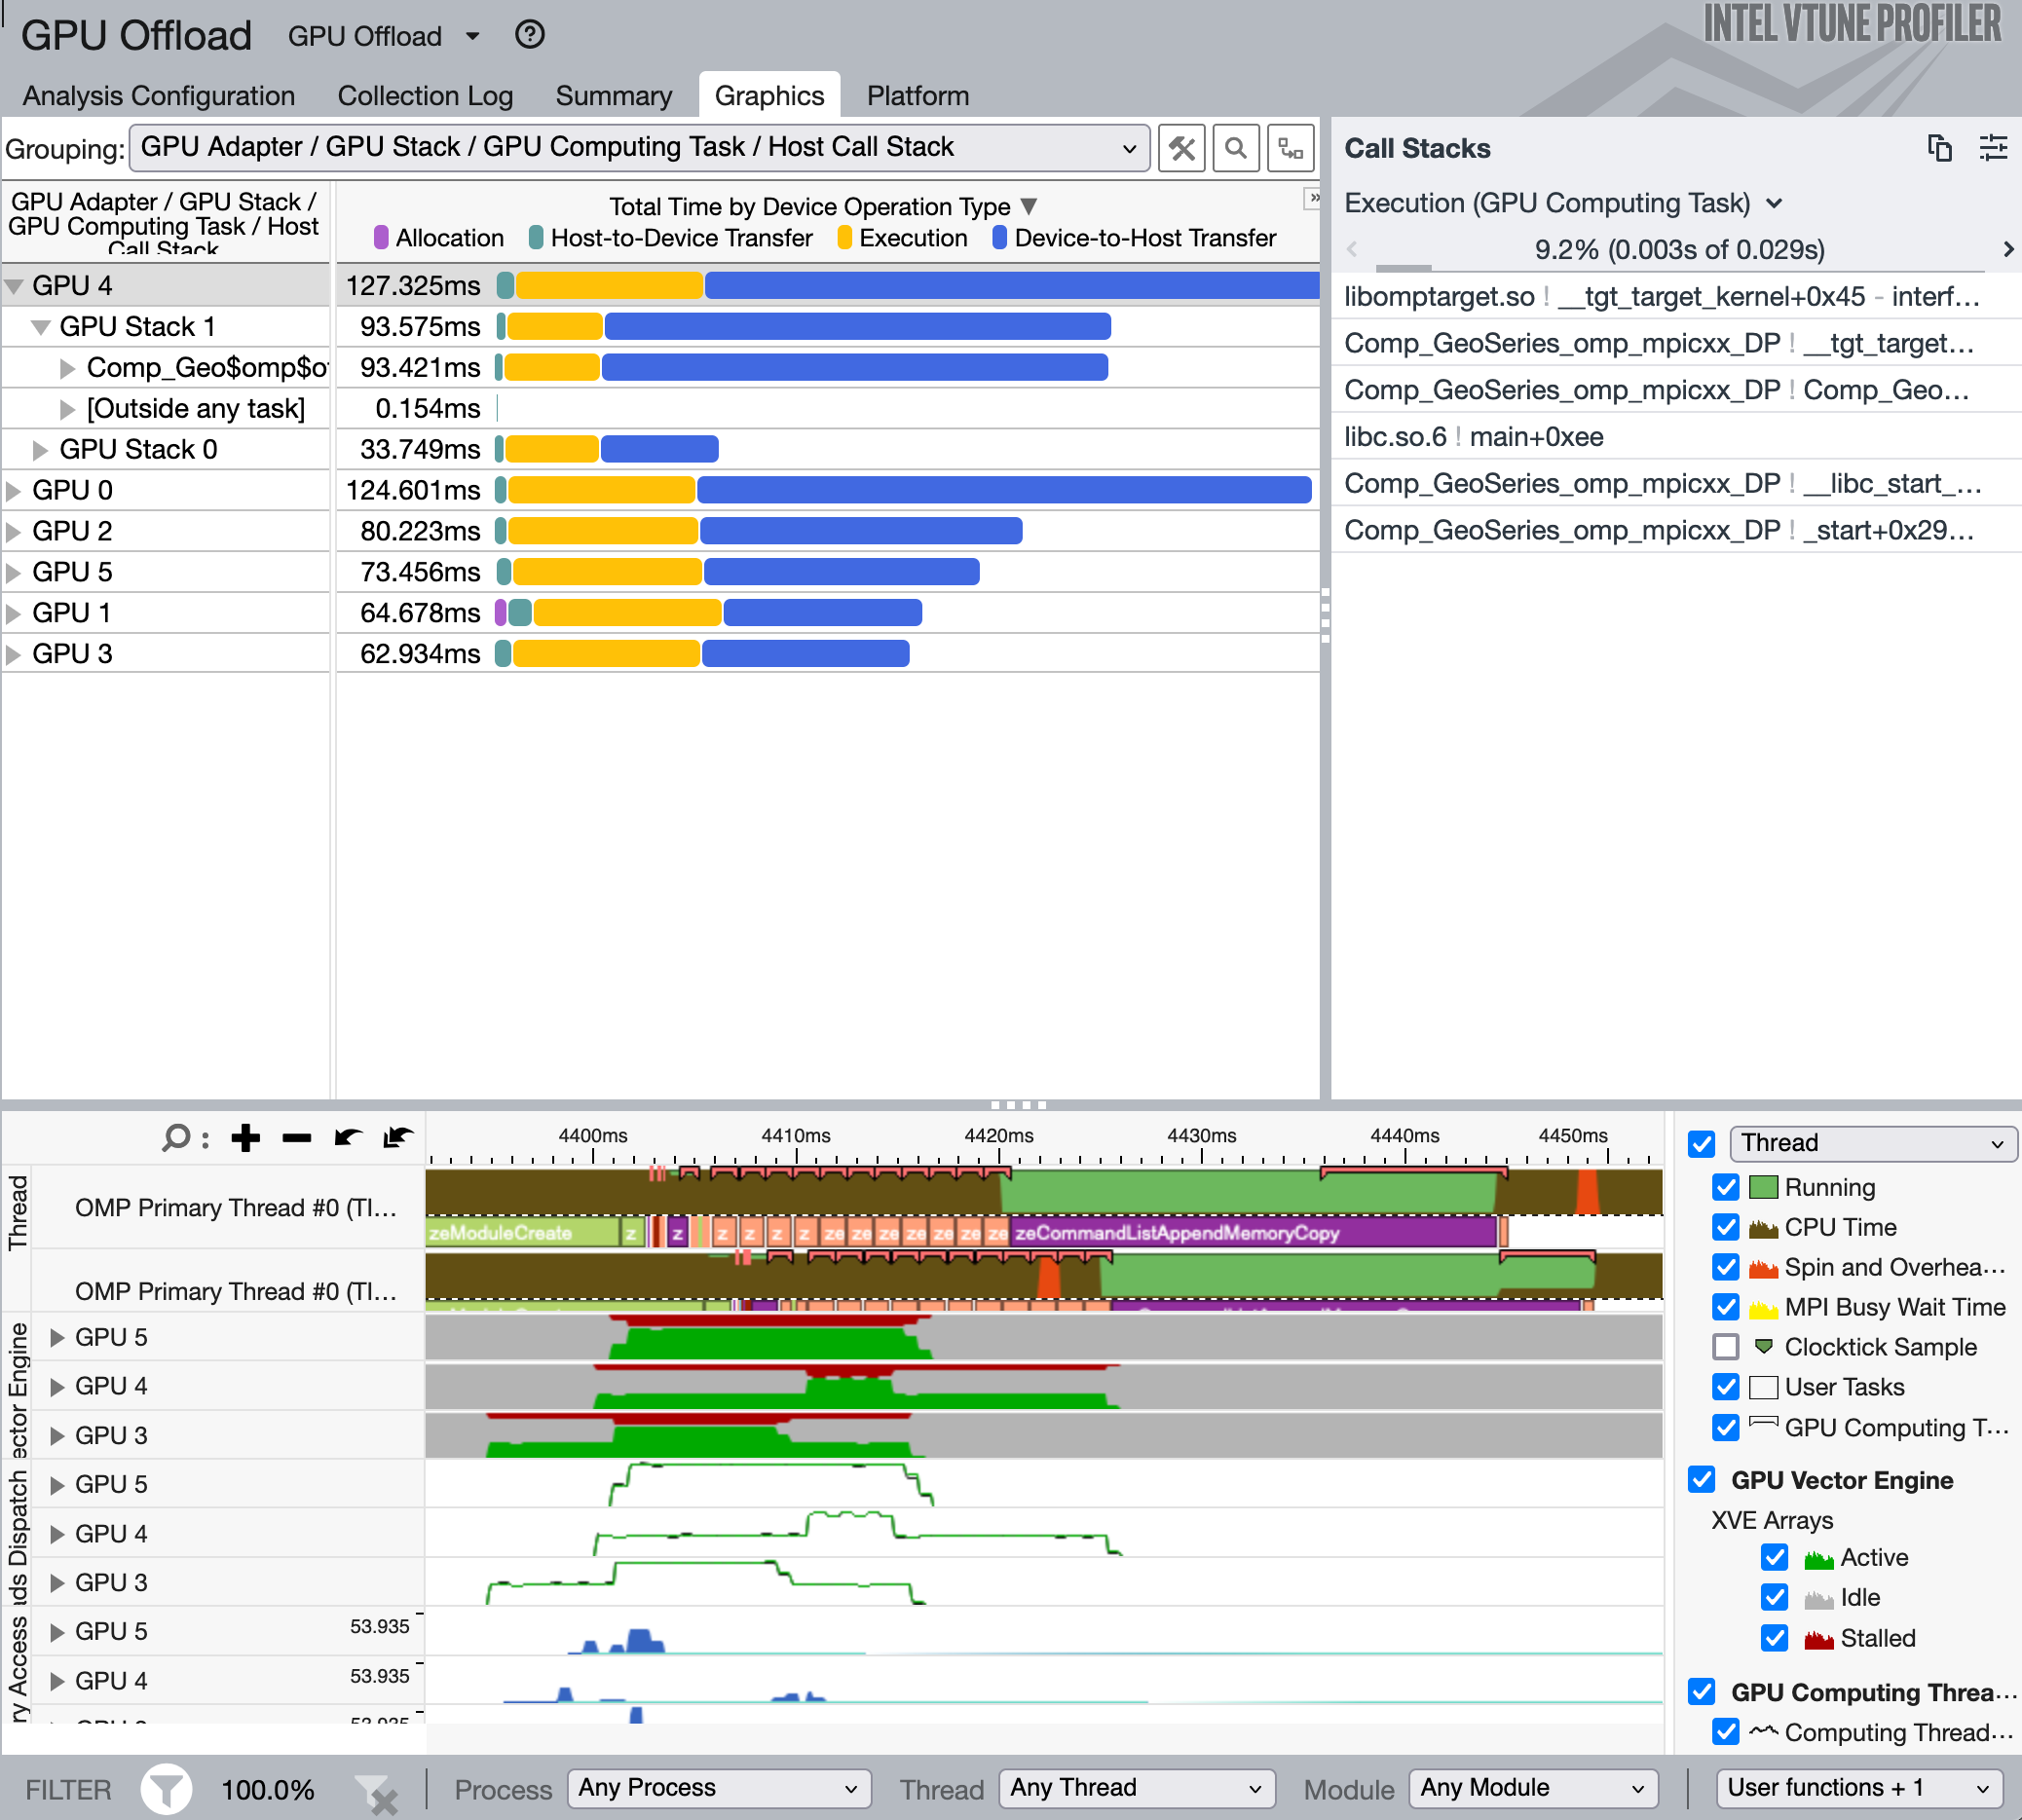 GPU Offload GPU Offload
INTEL VTUNE PROFILER
Analysis Configuration Collection Log Summary Graphics Platform
Grouping: GPU Adapter / GPU Stack / GPU Computing Task / Host Call Stack
GPU Adapter / GPU Stack /
GPU Computing Task / Host
Call Stack
Total Time by Device Operation Type
Allocation Host-to-Device Transfer Execution Device-to-Host Transfer
GPU 4 127.325ms
GPU Stack 1 93.575ms
Comp_Geo$omp$o 93.421ms
[Outside any task] 0.154ms
GPU Stack 0 33.749ms
GPU 0 124.601ms
GPU 2 80.223ms
GPU 5 73.456ms
GPU 1 64.678ms
GPU 3 62.934ms
Call Stacks
Execution (GPU Computing Task)
9.2% (0.003s of 0.029s)
libomptarget.so ! __tgt_target_kernel+0x45 - interf...
Comp_GeoSeries_omp_mpicxx_DP ! __tgt_target...
Comp_GeoSeries_omp_mpicxx_DP ! Comp_Geo...
libc.so.6 ! main+0xee
Comp_GeoSeries_omp_mpicxx_DP ! __libc_start_...
Comp_GeoSeries_omp_mpicxx_DP ! _start+0x29...
4400ms 4410ms 4420ms 4430ms 4440ms 4450ms
Thread
OMP Primary Thread #0 (TI...
zeModuleCreate z z z z z z ze ze ze ze ze ze ze zeCommandListAppendMemoryCopy
OMP Primary Thread #0 (TI...
ector Engine
GPU 5
GPU 4
GPU 3
ads Dispatch
GPU 5
GPU 4
GPU 3
ry Access
GPU 5 53.935
GPU 4 53.935
Thread
Running
CPU Time
Spin and Overhea...
MPI Busy Wait Time
Clocktick Sample
User Tasks
GPU Computing T...
GPU Vector Engine
XVE Arrays
Active
Idle
Stalled
GPU Computing Threa...
Computing Thread...
FILTER 100.0% Process Any Process Thread Any Thread Module Any Module User functions + 1